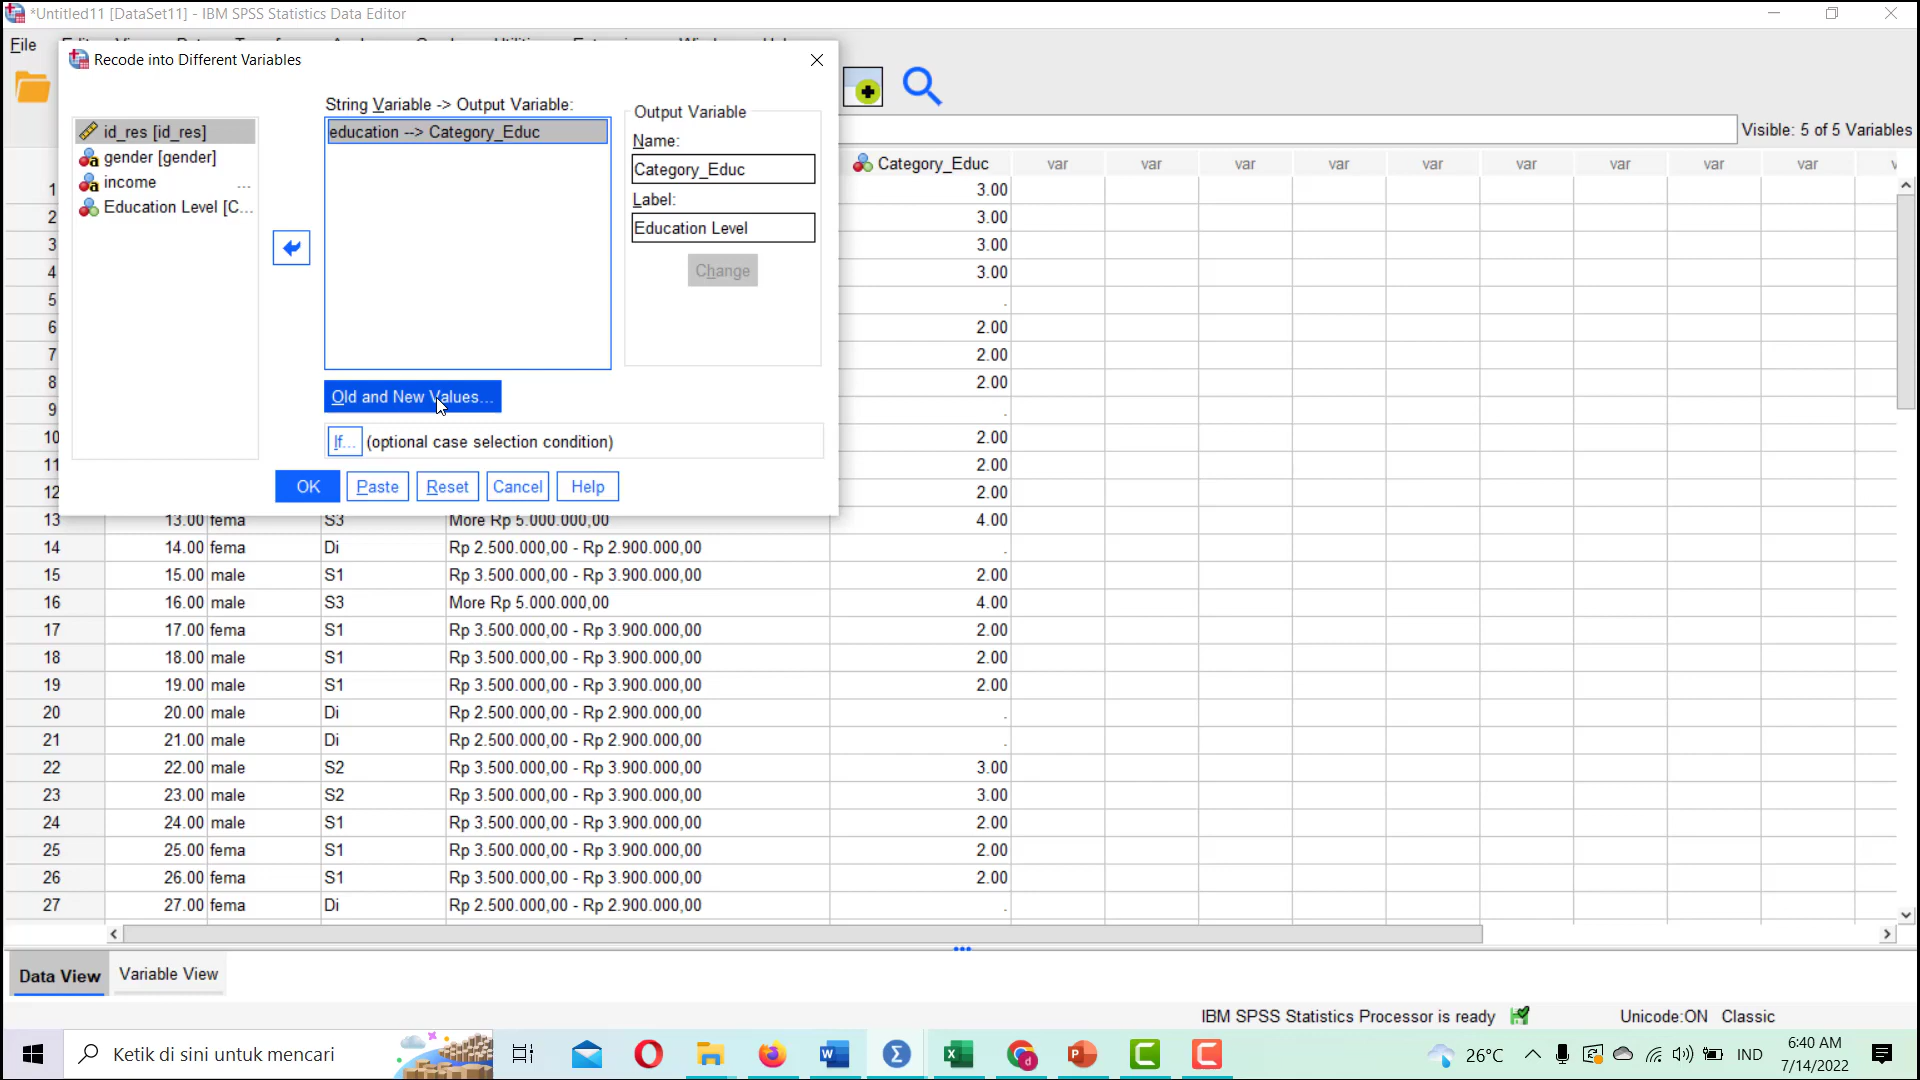 *Untitled11 [DataSet11] - IBM SPSS Statistics Data Editor
File
Recode into Different Variables
String Variable -> Output Variable:
id_res [id_res]
gender [gender]
income ...
Education Level [C...
education --> Category_Educ
Output Variable
Name:
Category_Educ
Label:
Education Level
Change
Old and New Values...
If... (optional case selection condition)
OK Paste Reset Cancel Help
Visible: 5 of 5 Variables
Category_Educ var var var var var var var var var
1 3.00
2 3.00
3 3.00
4 3.00
5 .
6 2.00
7 2.00
8 2.00
9 .
10 2.00
11 2.00
12 2.00
13 13.00 fema S3 More Rp 5.000.000,00 4.00
14 14.00 fema Di Rp 2.500.000,00 - Rp 2.900.000,00 .
15 15.00 male S1 Rp 3.500.000,00 - Rp 3.900.000,00 2.00
16 16.00 male S3 More Rp 5.000.000,00 4.00
17 17.00 fema S1 Rp 3.500.000,00 - Rp 3.900.000,00 2.00
18 18.00 male S1 Rp 3.500.000,00 - Rp 3.900.000,00 2.00
19 19.00 male S1 Rp 3.500.000,00 - Rp 3.900.000,00 2.00
20 20.00 male Di Rp 2.500.000,00 - Rp 2.900.000,00 .
21 21.00 male Di Rp 2.500.000,00 - Rp 2.900.000,00 .
22 22.00 male S2 Rp 3.500.000,00 - Rp 3.900.000,00 3.00
23 23.00 male S2 Rp 3.500.000,00 - Rp 3.900.000,00 3.00
24 24.00 male S1 Rp 3.500.000,00 - Rp 3.900.000,00 2.00
25 25.00 fema S1 Rp 3.500.000,00 - Rp 3.900.000,00 2.00
26 26.00 fema S1 Rp 3.500.000,00 - Rp 3.900.000,00 2.00
27 27.00 fema Di Rp 2.500.000,00 - Rp 2.900.000,00 .
Data View Variable View
IBM SPSS Statistics Processor is ready Unicode:ON Classic
Ketik di sini untuk mencari
26°C IND
6:40 AM
7/14/2022